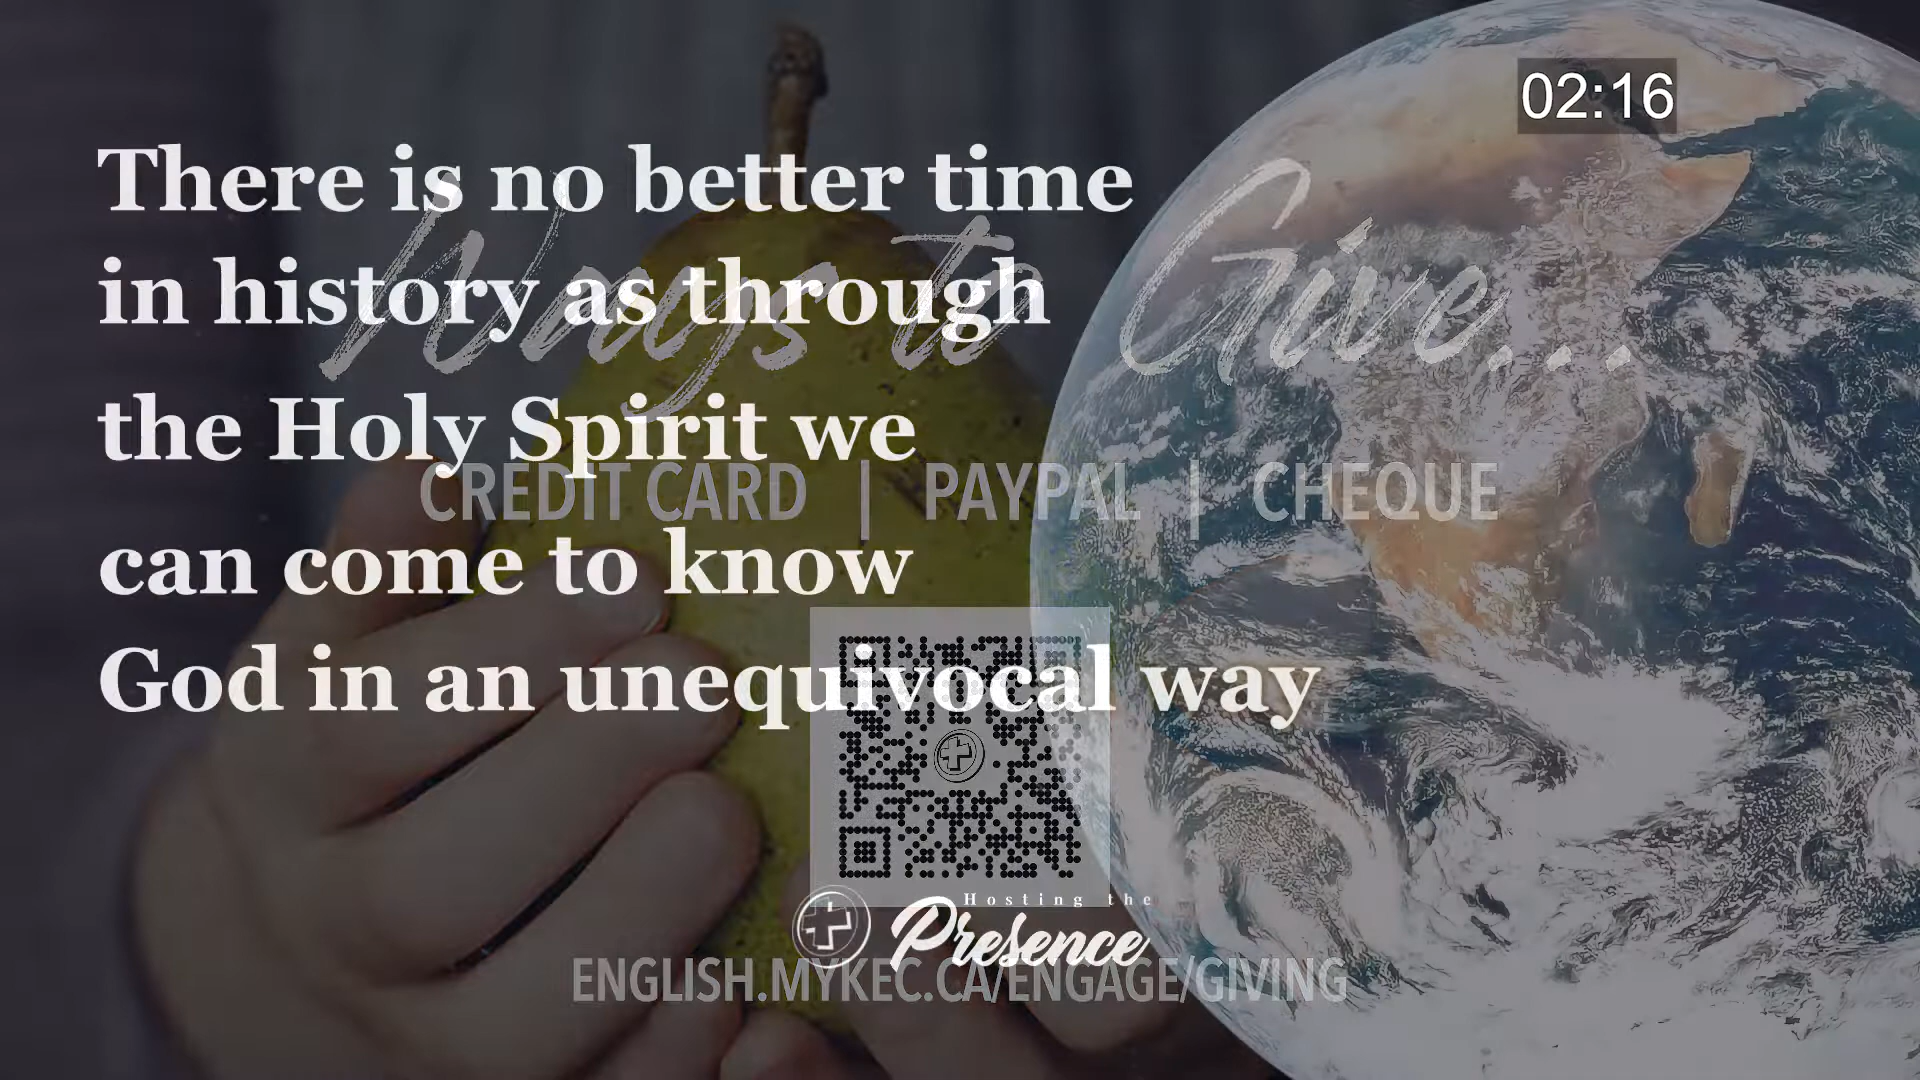 02:16
There is no better time
in history as through
the Holy Spirit we
can come to know
God in an unequivocal way
Ways to Give...
CREDIT CARD | PAYPAL | CHEQUE
Hosting the
Presence
ENGLISH.MYKEC.CA/ENGAGE/GIVING